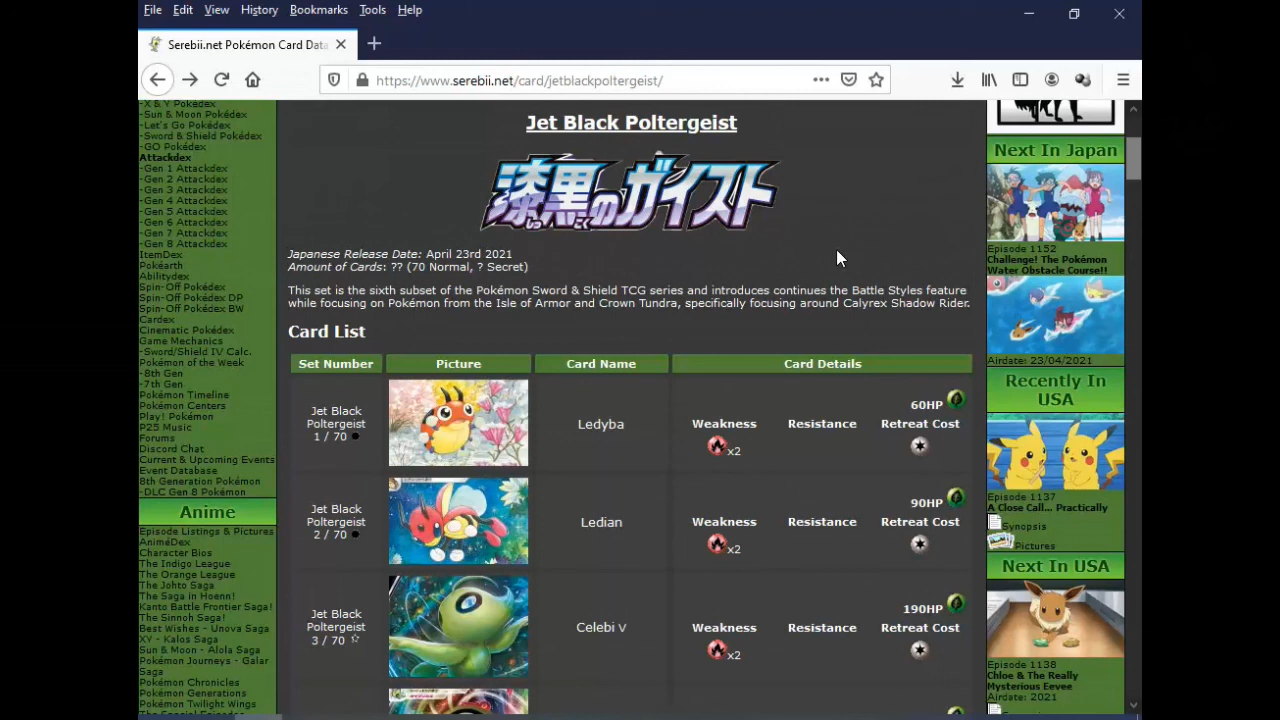 File Edit View History Bookmarks Tools Help
Serebii.net Pokémon Card Data
https://www.serebii.net/card/jetblackpoltergeist/
-X & Y Pokédex
-Sun & Moon Pokédex
-Let's Go Pokédex
-Sword & Shield Pokédex
-GO Pokédex
Attackdex
-Gen 1 Attackdex
-Gen 2 Attackdex
-Gen 3 Attackdex
-Gen 4 Attackdex
-Gen 5 Attackdex
-Gen 6 Attackdex
-Gen 7 Attackdex
-Gen 8 Attackdex
ItemDex
Pokéarth
Abilitydex
Spin-Off Pokédex
Spin-Off Pokédex DP
Spin-Off Pokédex BW
Cardex
Cinematic Pokédex
Game Mechanics
-Sword/Shield IV Calc.
Pokémon of the Week
-8th Gen
-7th Gen
Pokémon Timeline
Pokémon Centers
Play! Pokémon
P25 Music
Forums
Discord Chat
Current & Upcoming Events
Event Database
8th Generation Pokémon
-DLC Gen 8 Pokémon
Anime
Episode Listings & Pictures
AniméDex
Character Bios
The Indigo League
The Orange League
The Johto Saga
The Saga in Hoenn!
Kanto Battle Frontier Saga!
The Sinnoh Saga!
Best Wishes - Unova Saga
XY - Kalos Saga
Sun & Moon - Alola Saga
Pokémon Journeys - Galar
Saga
Pokémon Chronicles
Pokémon Generations
Pokémon Twilight Wings
Jet Black Poltergeist
漆黒のガイスト
しっ こく
Japanese Release Date: April 23rd 2021
Amount of Cards: ?? (70 Normal, ? Secret)
This set is the sixth subset of the Pokémon Sword & Shield TCG series and introduces continues the Battle Styles feature
while focusing on Pokémon from the Isle of Armor and Crown Tundra, specifically focusing around Calyrex Shadow Rider.
Card List
Set Number Picture Card Name Card Details
Jet Black
Poltergeist
1 / 70
Ledyba
60HP
Weakness Resistance Retreat Cost
x2
Jet Black
Poltergeist
2 / 70
Ledian
90HP
Weakness Resistance Retreat Cost
x2
Jet Black
Poltergeist
3 / 70
Celebi V
190HP
Weakness Resistance Retreat Cost
x2
Next In Japan
Episode 1152
Challenge! The Pokémon
Water Obstacle Course!!
Airdate: 23/04/2021
Recently In
USA
Episode 1137
A Close Call... Practically
Synopsis
Pictures
Next In USA
Episode 1138
Chloe & The Really
Mysterious Eevee
Airdate: 2021